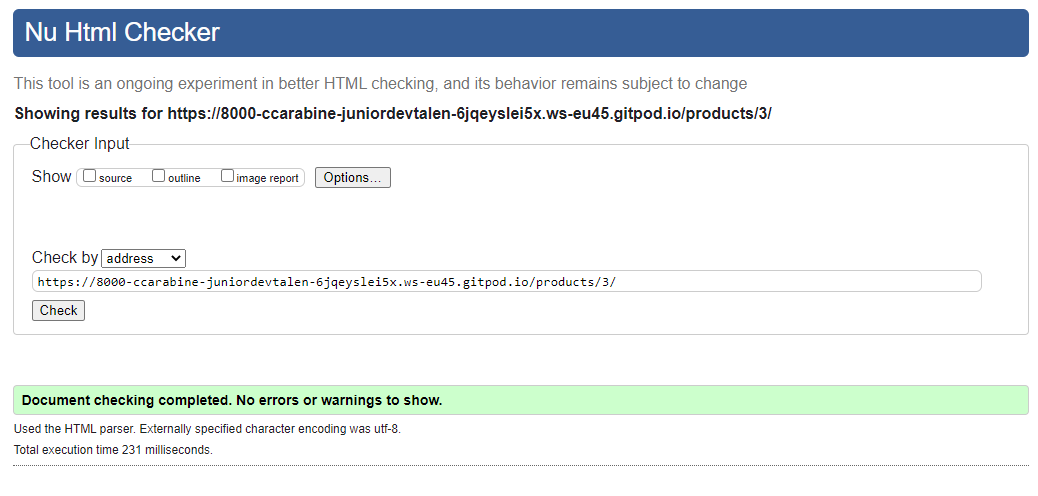 Nu Html Checker
This tool is an ongoing experiment in better HTML checking, and its behavior remains subject to change
Showing results for https://8000-ccarabine-juniordevtalen-6jqeyslei5x.ws-eu45.gitpod.io/products/3/
Checker Input
Show source outline image report Options...
Check by address
https://8000-ccarabine-juniordevtalen-6jqeyslei5x.ws-eu45.gitpod.io/products/3/
Check
Document checking completed. No errors or warnings to show.
Used the HTML parser. Externally specified character encoding was utf-8.
Total execution time 231 milliseconds.